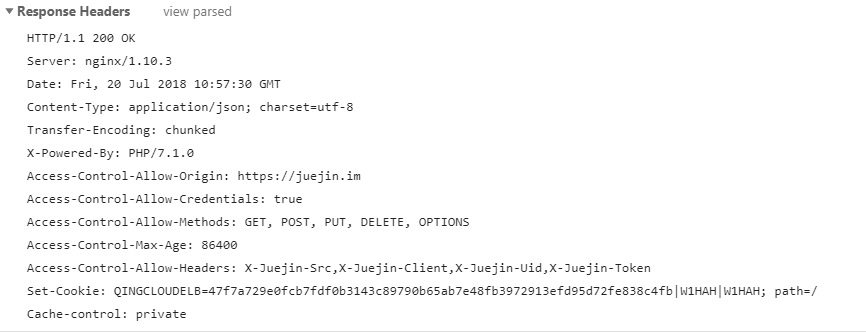 ▼ Response Headers view parsed
HTTP/1.1 200 OK
Server: nginx/1.10.3
Date: Fri, 20 Jul 2018 10:57:30 GMT
Content-Type: application/json; charset=utf-8
Transfer-Encoding: chunked
X-Powered-By: PHP/7.1.0
Access-Control-Allow-Origin: https://juejin.im
Access-Control-Allow-Credentials: true
Access-Control-Allow-Methods: GET, POST, PUT, DELETE, OPTIONS
Access-Control-Max-Age: 86400
Access-Control-Allow-Headers: X-Juejin-Src,X-Juejin-Client,X-Juejin-Uid,X-Juejin-Token
Set-Cookie: QINGCLOUDELB=47f7a729e0fcb7fdf0b3143c89790b65ab7e48fb3972913efd95d72fe838c4fb|W1HAH|W1HAH; path=/
Cache-control: private